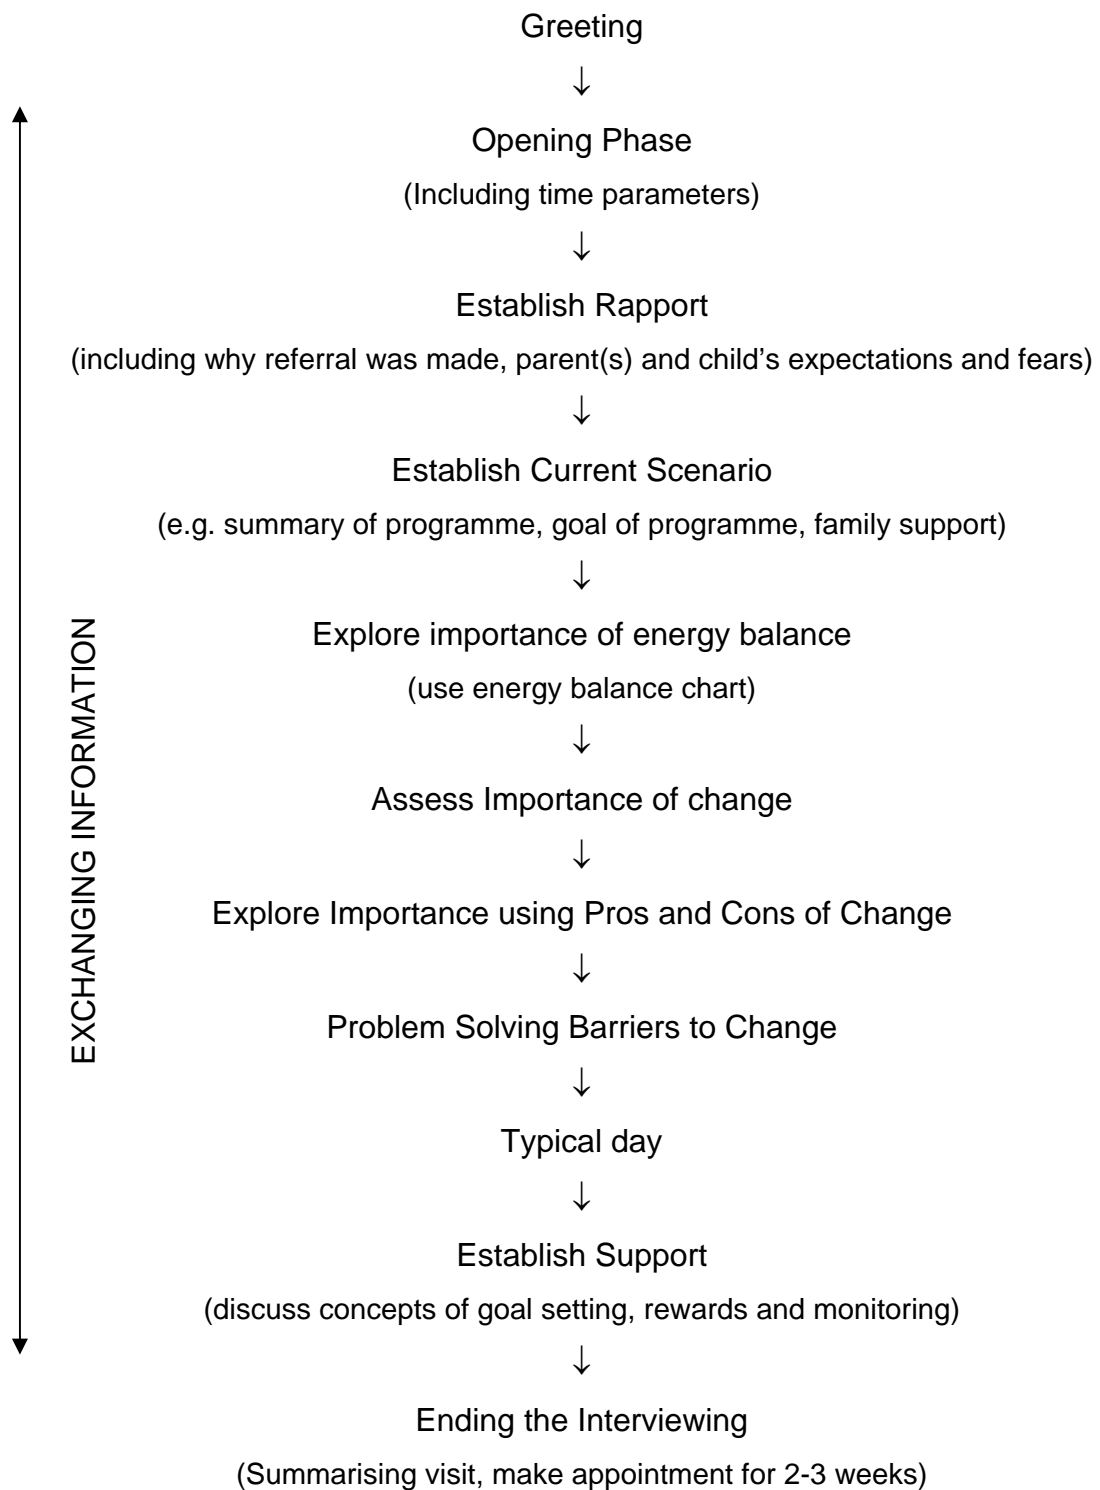 Greeting
↓
Opening Phase
(Including time parameters)
↓
Establish Rapport
(including why referral was made, parent(s) and child’s expectations and fears)
↓
Establish Current Scenario
(e.g. summary of programme, goal of programme, family support)
↓
Explore importance of energy balance
(use energy balance chart)
↓
Assess Importance of change
↓
Explore Importance using Pros and Cons of Change
↓
Problem Solving Barriers to Change
↓
Typical day
↓
Establish Support
(discuss concepts of goal setting, rewards and monitoring)
↓
Ending the Interviewing
(Summarising visit, make appointment for 2-3 weeks)
EXCHANGING INFORMATION